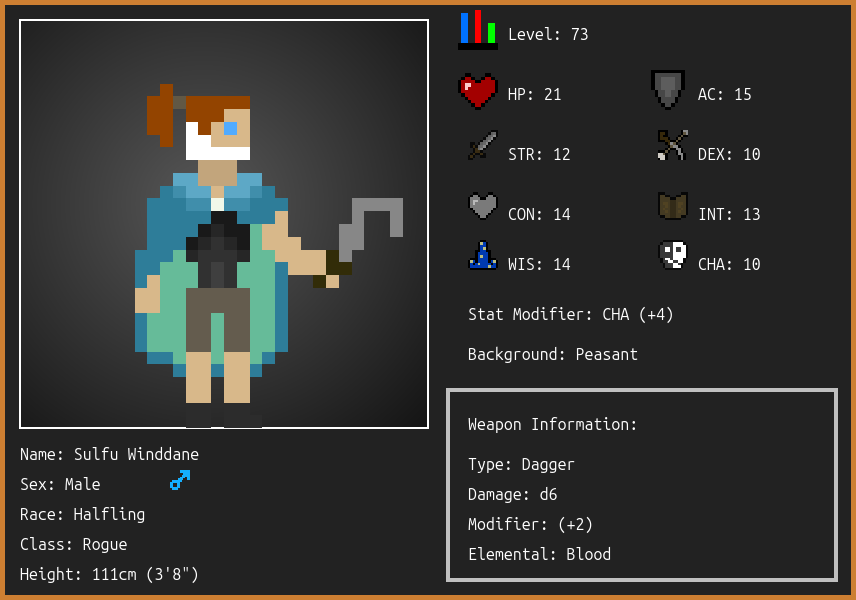 Level: 73
HP: 21
AC: 15
STR: 12
DEX: 10
CON: 14
INT: 13
WIS: 14
CHA: 10
Stat Modifier: CHA (+4)
Background: Peasant
Weapon Information:
Type: Dagger
Damage: d6
Modifier: (+2)
Elemental: Blood
Name: Sulfu Winddane
Sex: Male
Race: Halfling
Class: Rogue
Height: 111cm (3'8")